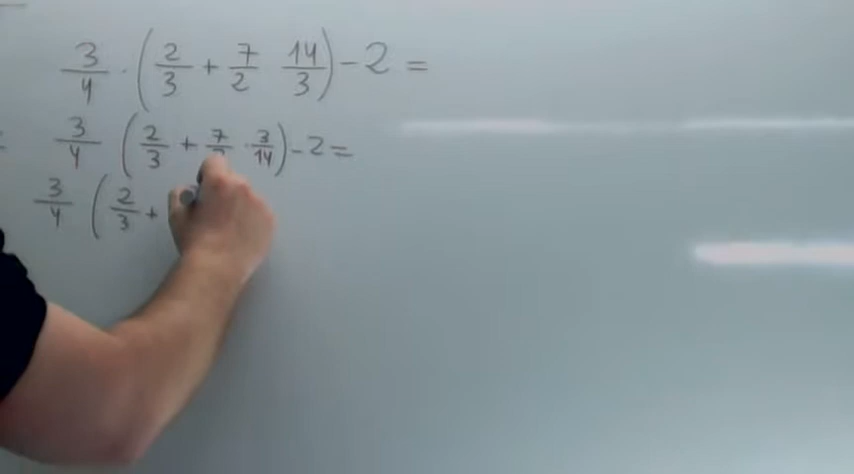 3/4 · (2/3 + 7/2 14/3) - 2 =
= 3/4 (2/3 + 7/2 · 3/14) - 2 =
3/4 (2/3 +